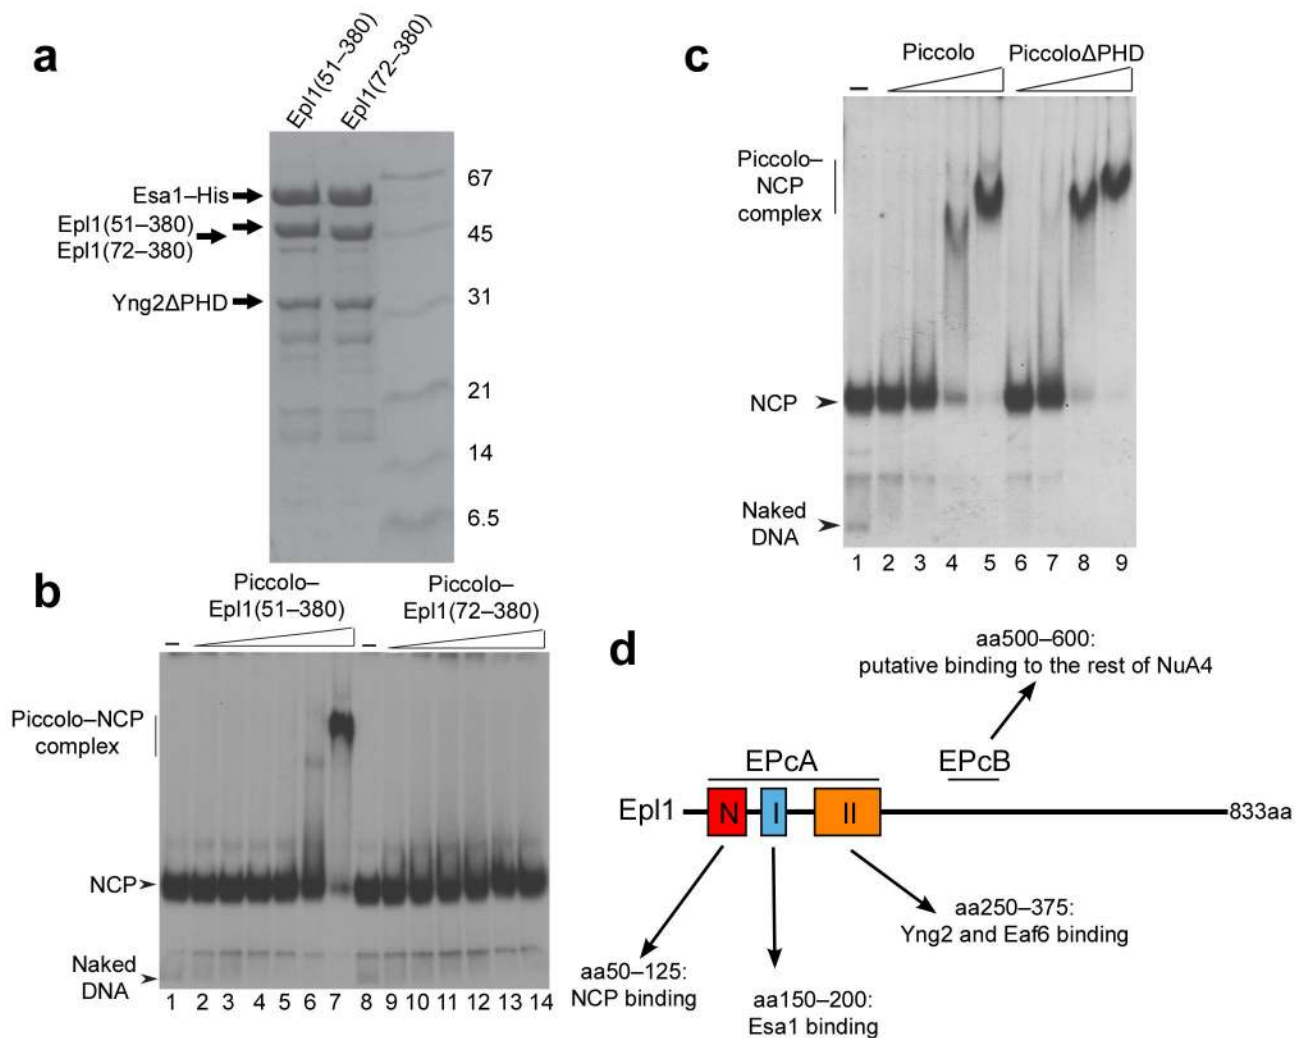 a
Epl1(51–380)
Epl1(72–380)
Esa1–His
Epl1(51–380)
Epl1(72–380)
Yng2ΔPHD
67
45
31
21
14
6.5
b
Piccolo–
Epl1(51–380)
Piccolo–
Epl1(72–380)
–
–
Piccolo–NCP
complex
NCP
Naked
DNA
1 2 3 4 5 6 7 8 9 10 11 12 13 14
c
Piccolo
PiccoloΔPHD
–
Piccolo–
NCP
complex
NCP
Naked
DNA
1 2 3 4 5 6 7 8 9
d
aa500–600:
putative binding to the rest of NuA4
EPcA
EPcB
Epl1
N
I
II
833aa
aa50–125:
NCP binding
aa150–200:
Esa1 binding
aa250–375:
Yng2 and Eaf6 binding